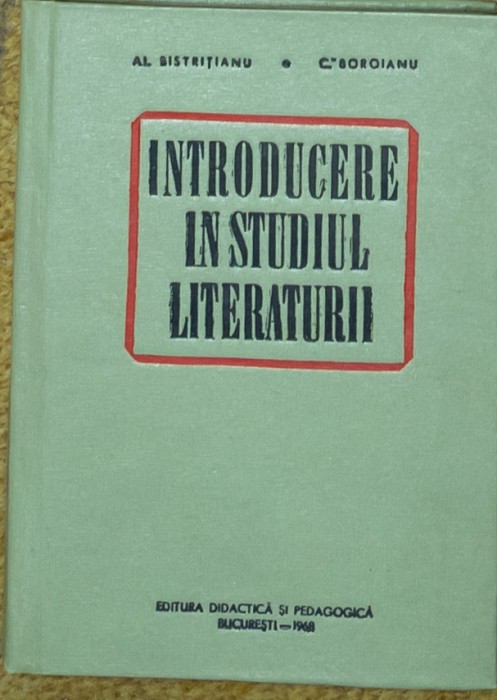 AL. BISTRIȚIANU • C. BOROIANU
INTRODUCERE
IN STUDIUL
LITERATURII
EDITURA DIDACTICĂ ȘI PEDAGOGICĂ
BUCUREȘTI—1968